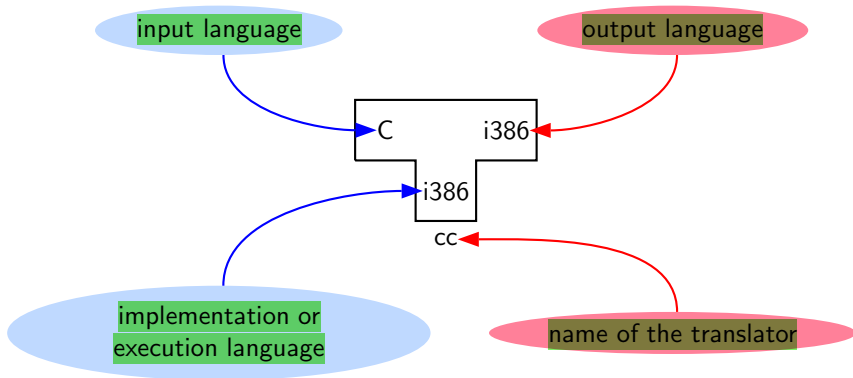 input language
output language
C i386
i386
cc
implementation or
execution language
name of the translator